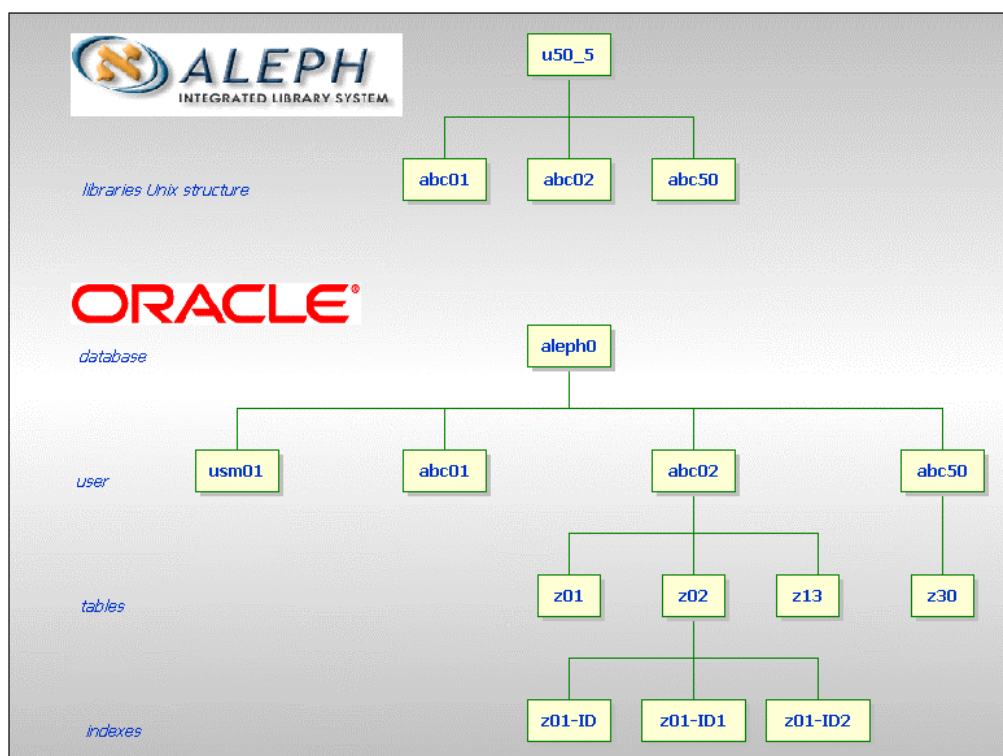 ALEPH
INTEGRATED LIBRARY SYSTEM
u50_5
libraries Unix structure
abc01
abc02
abc50
ORACLE®
database
aleph0
user
usm01
abc01
abc02
abc50
tables
z01
z02
z13
z30
indexes
z01-ID
z01-ID1
z01-ID2